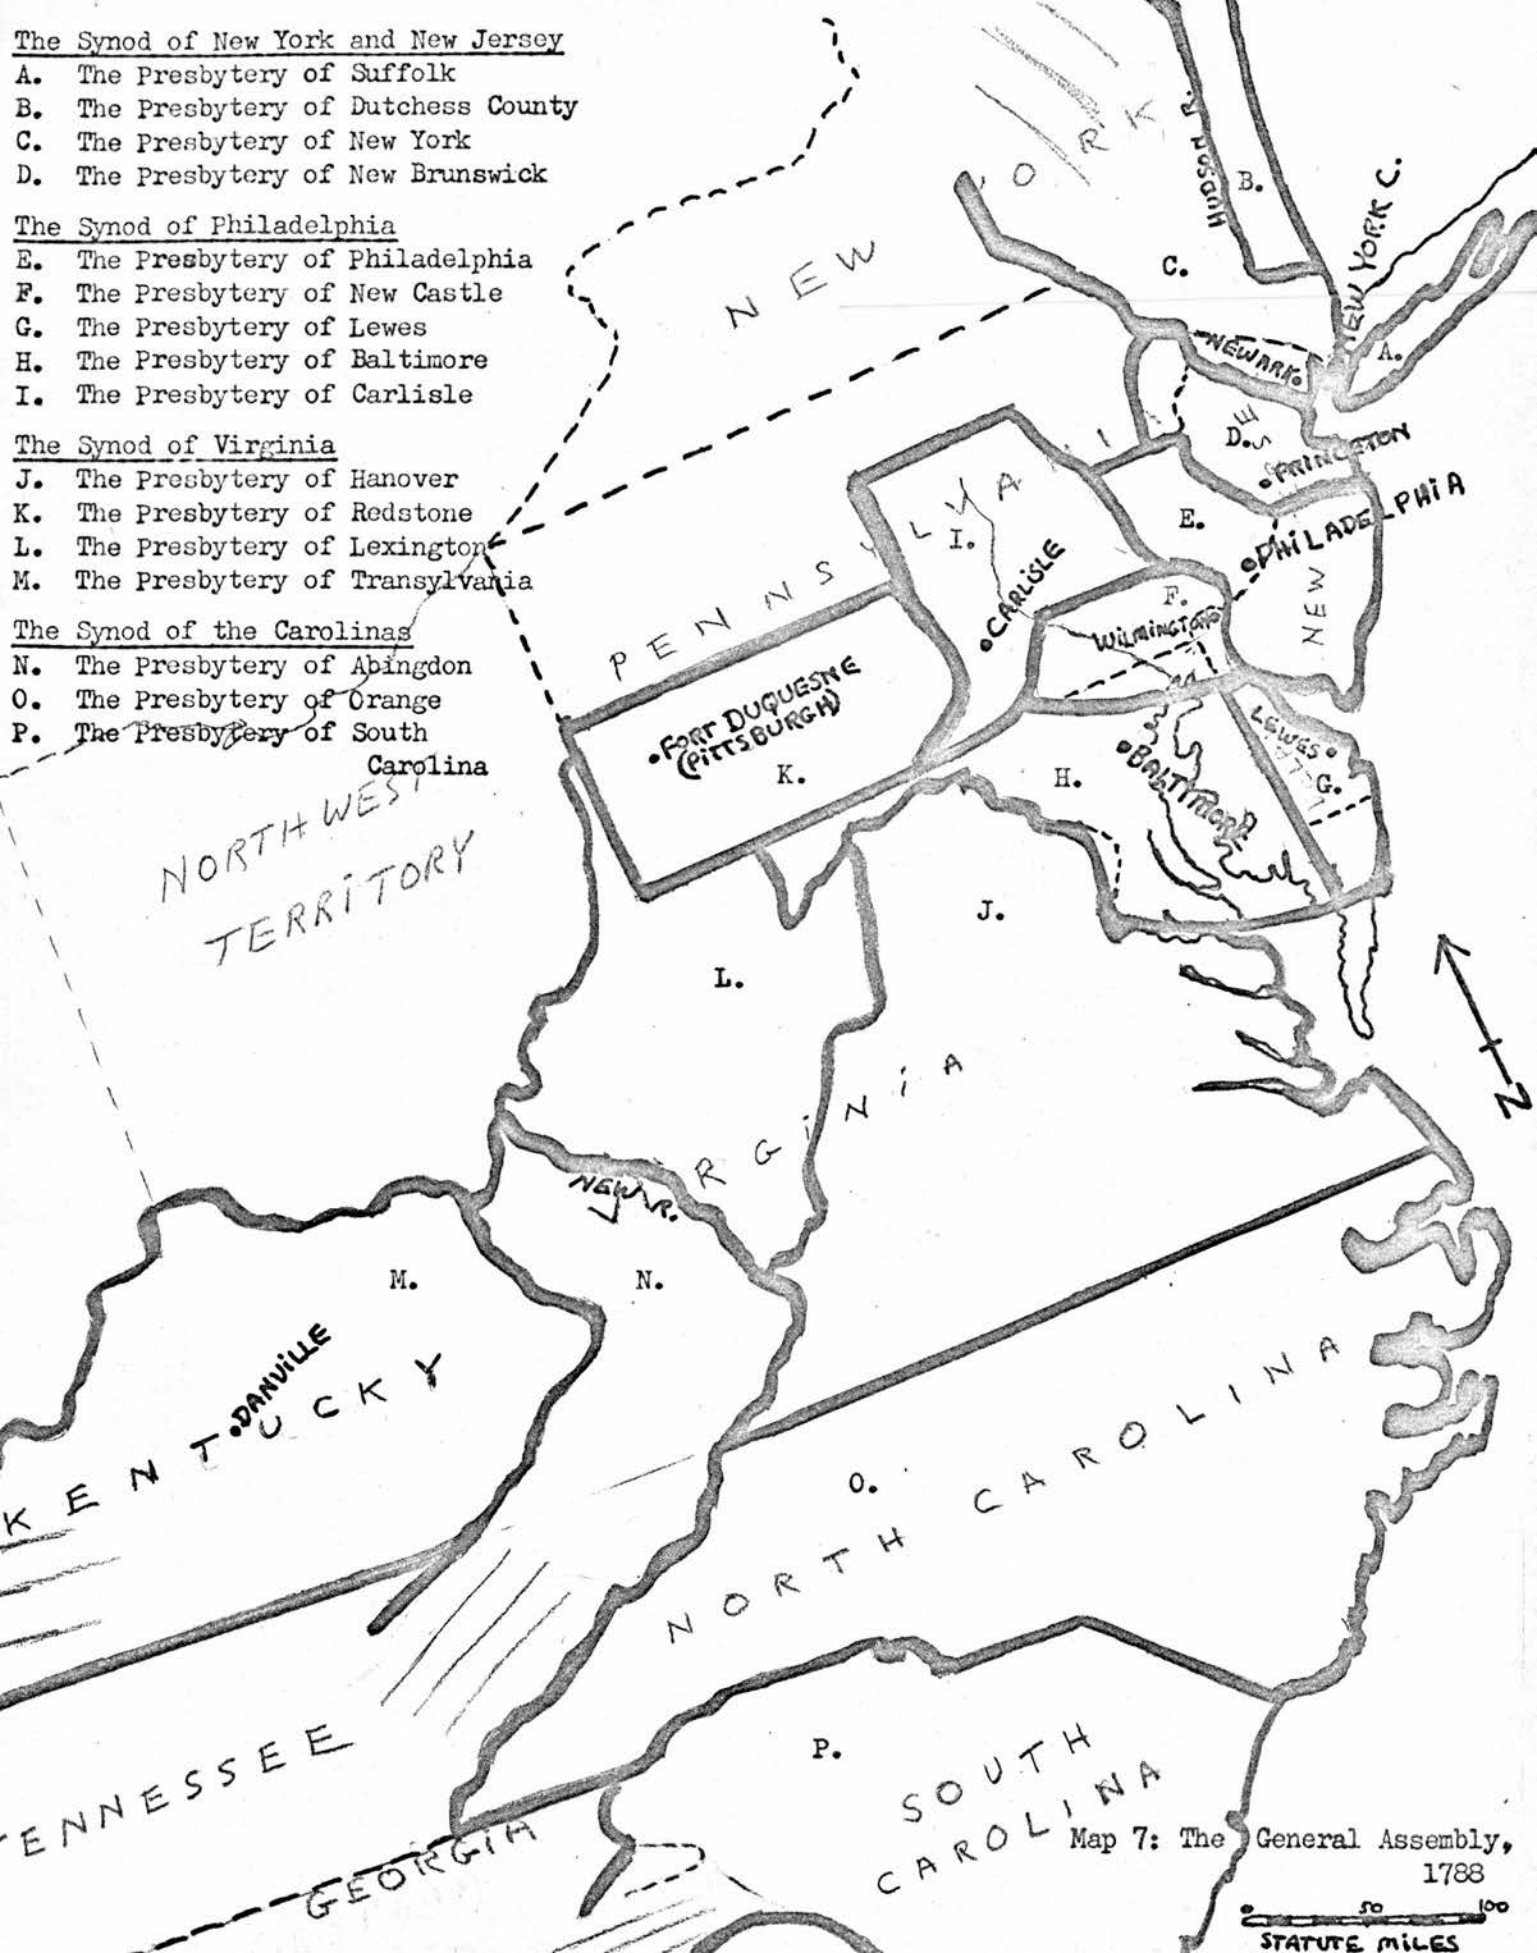 The Synod of New York and New Jersey
A. The Presbytery of Suffolk
B. The Presbytery of Dutchess County
C. The Presbytery of New York
D. The Presbytery of New Brunswick
The Synod of Philadelphia
E. The Presbytery of Philadelphia
F. The Presbytery of New Castle
G. The Presbytery of Lewes
H. The Presbytery of Baltimore
I. The Presbytery of Carlisle
The Synod of Virginia
J. The Presbytery of Hanover
K. The Presbytery of Redstone
L. The Presbytery of Lexington
M. The Presbytery of Transylvania
The Synod of the Carolinas
N. The Presbytery of Abingdon
O. The Presbytery of Orange
P. The Presbytery of South
Carolina
NEW
ORK
HUDSON R.
B.
NEW YORK C.
C.
A.
NEWARK
D.
PRINCETON
E.
PHILADELPHIA
NEW
PENNSYLVA
I.
CARLISLE
F.
WILMINGTON
FORT DUQUESNE
(PITTSBURGH)
K.
LEWES
G.
H.
BALTIMORE
NORTHWEST
TERRITORY
J.
L.
RGINIA
N
NEW R.
M.
N.
DANVILLE
KENTUCKY
O.
NORTH CAROLINA
TENNESSEE
P.
SOUTH
CAROLINA
GEORGIA
Map 7: The General Assembly,
1788
0 50 100
STATUTE MILES